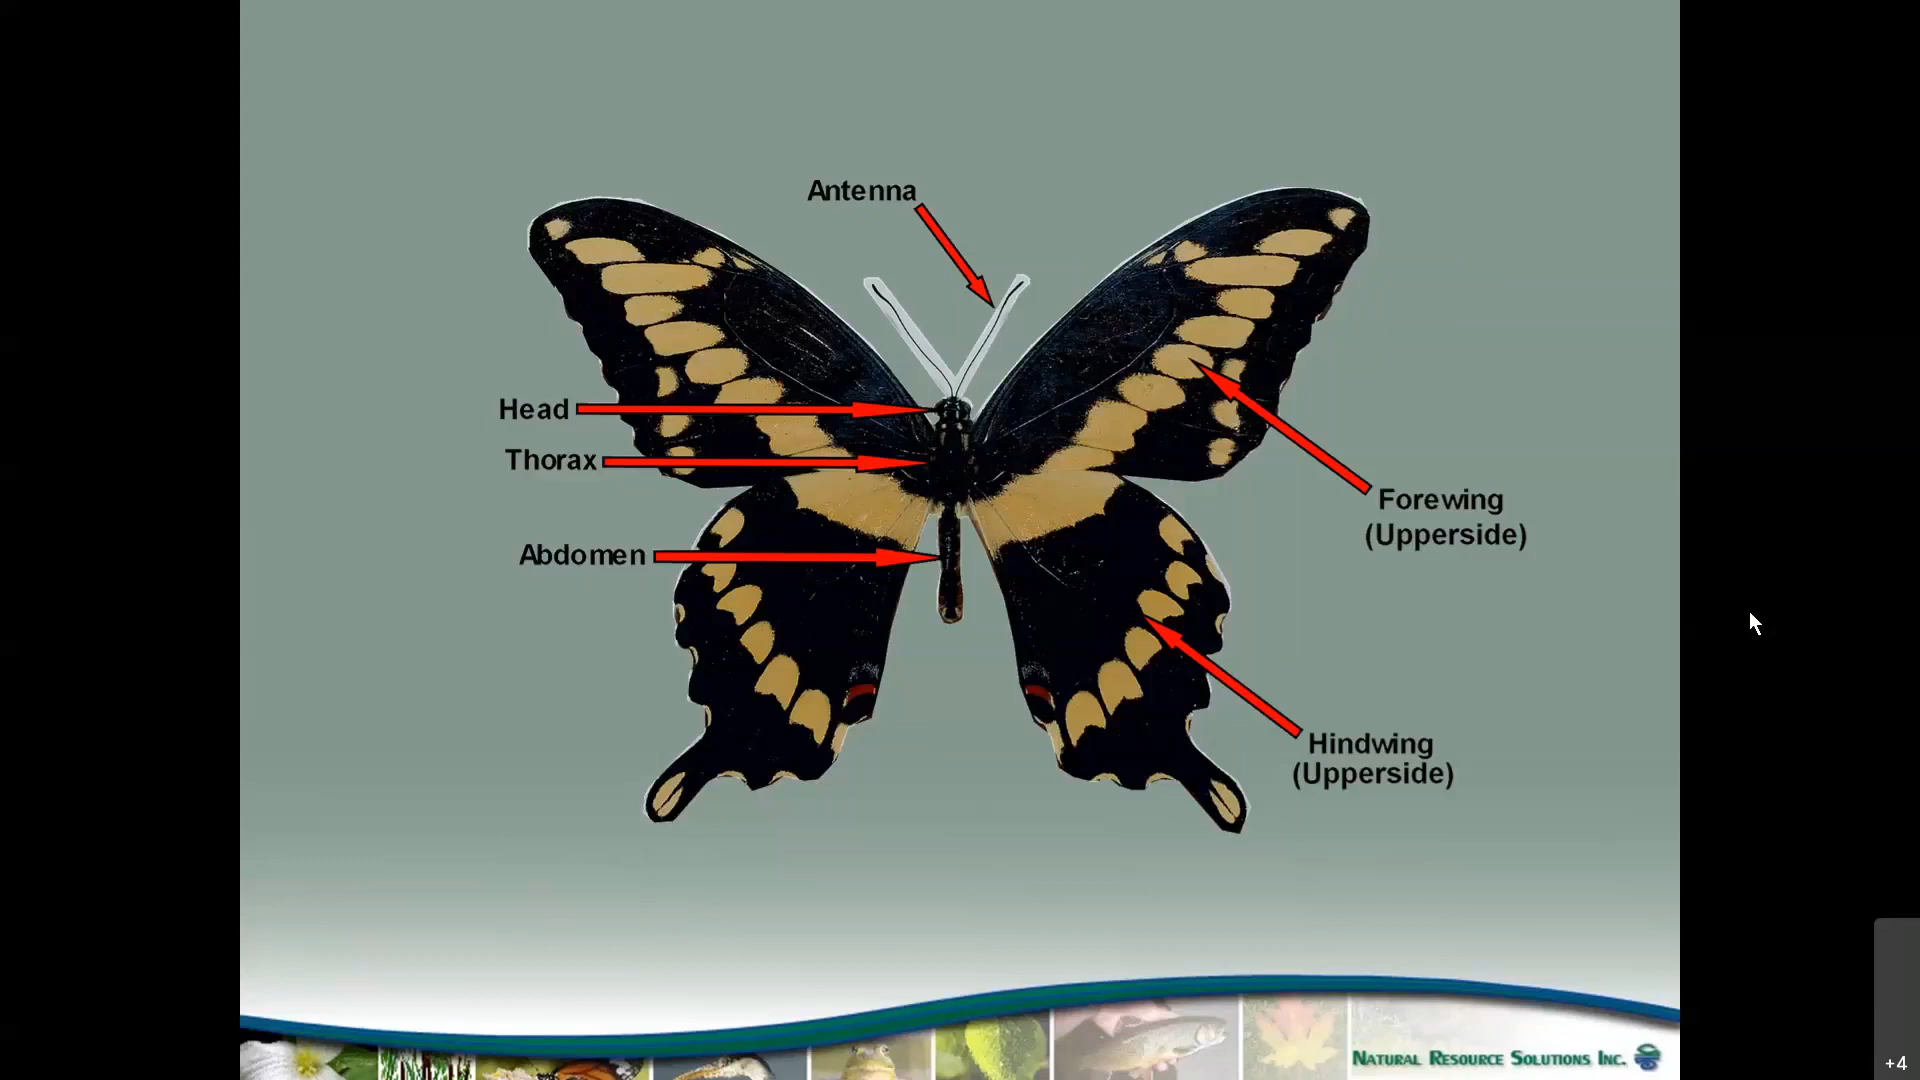 Antenna
Head
Thorax
Forewing
(Upperside)
Abdomen
Hindwing
(Upperside)
NATURAL RESOURCE SOLUTIONS INC.
+4